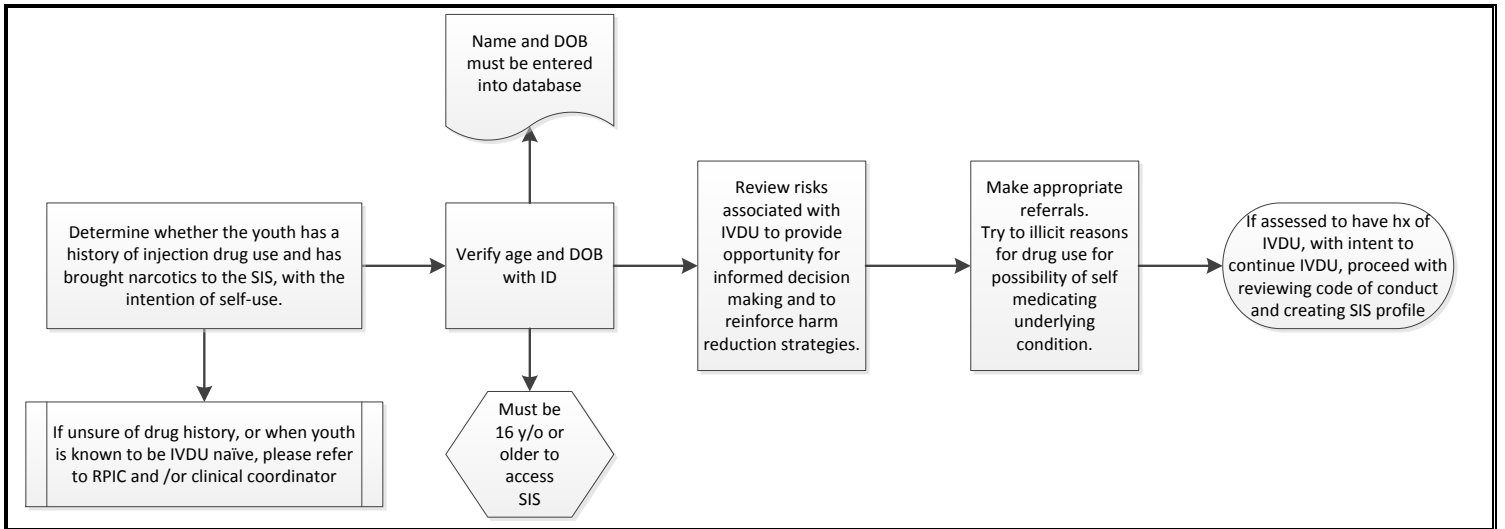 Name and DOB
must be entered
into database
Determine whether the youth has a
history of injection drug use and has
brought narcotics to the SIS, with the
intention of self-use.
Verify age and DOB
with ID
Review risks
associated with
IVDU to provide
opportunity for
informed decision
making and to
reinforce harm
reduction strategies.
Make appropriate
referrals.
Try to illicit reasons
for drug use for
possibility of self
medicating
underlying
condition.
If assessed to have hx of
IVDU, with intent to
continue IVDU, proceed with
reviewing code of conduct
and creating SIS profile
If unsure of drug history, or when youth
is known to be IVDU naïve, please refer
to RPIC and /or clinical coordinator
Must be
16 y/o or
older to
access
SIS